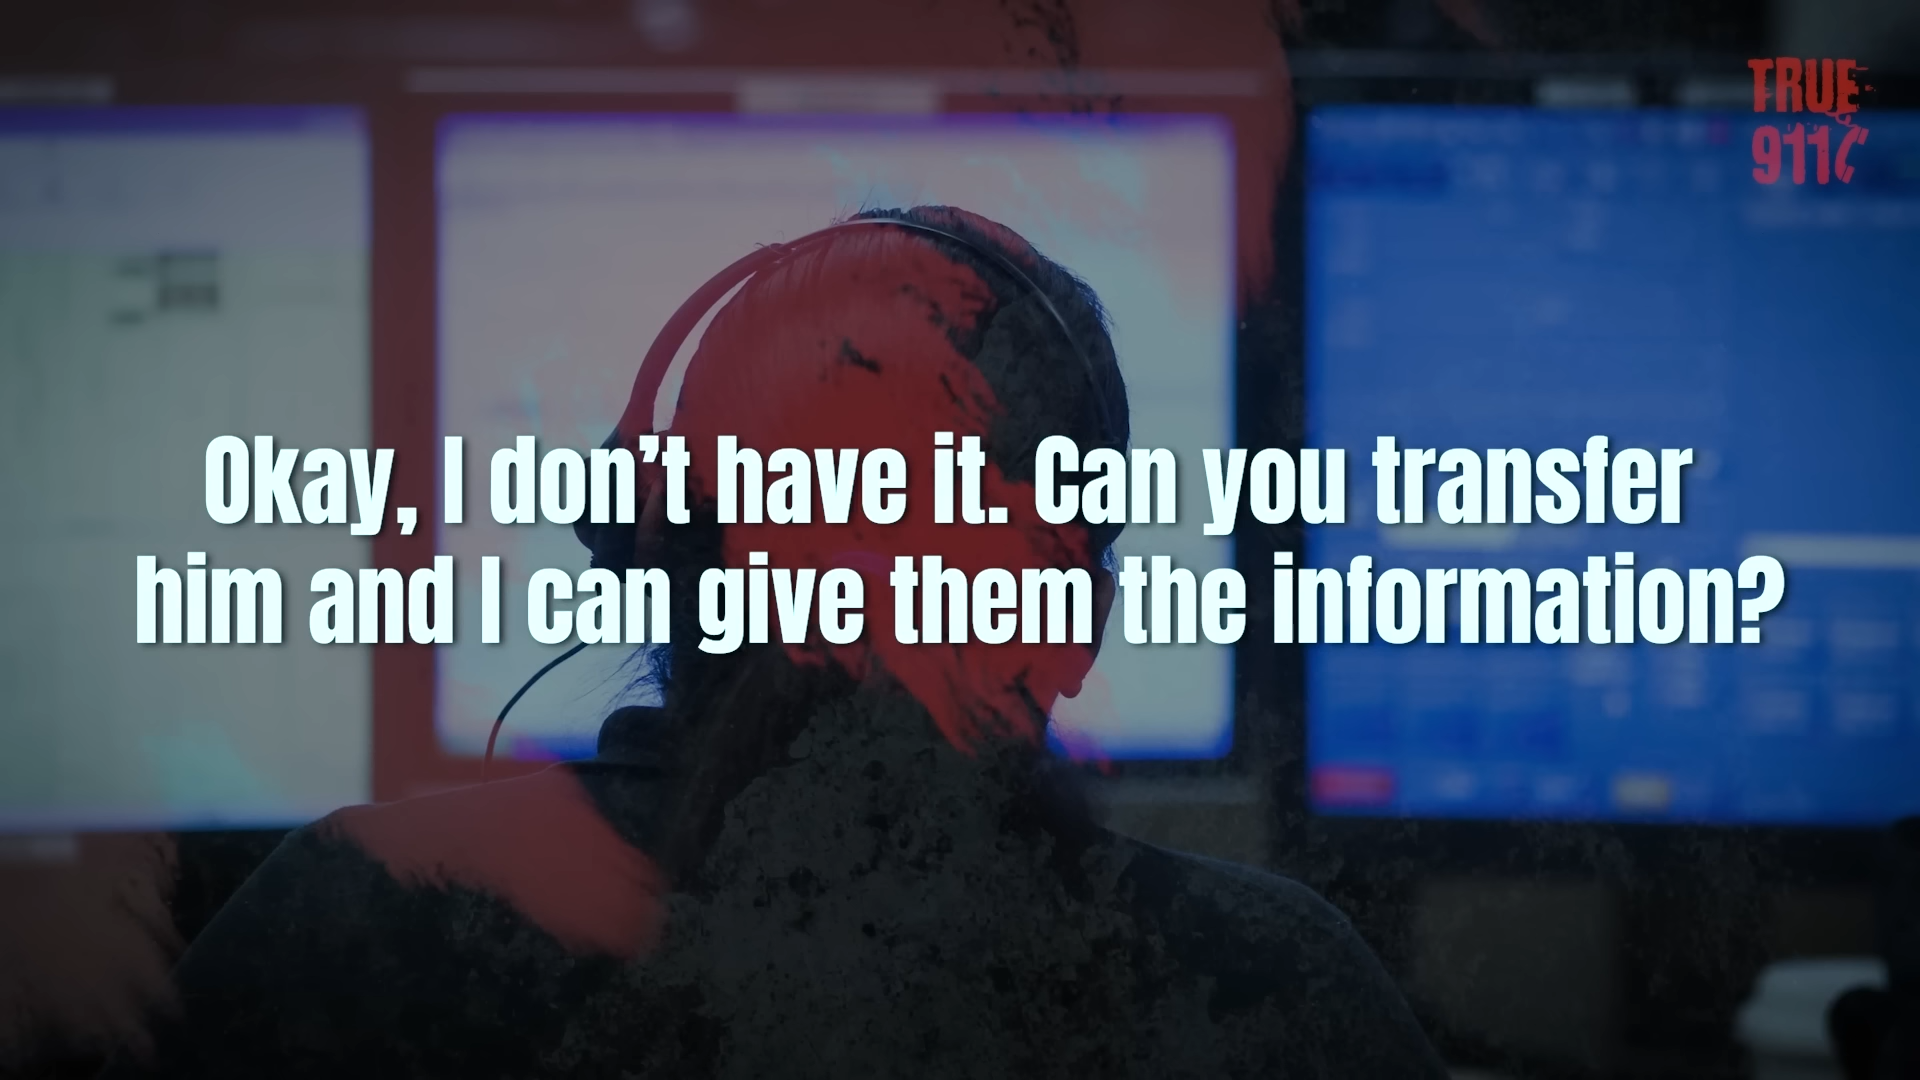 TRUE
911
Okay, I don’t have it. Can you transfer
him and I can give them the information?